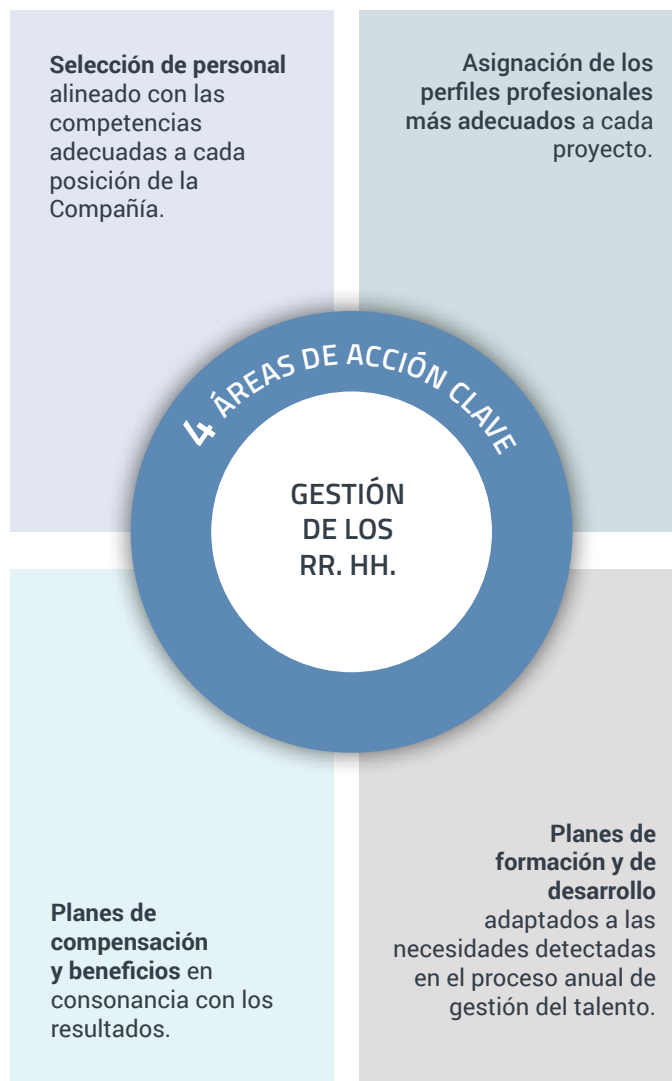 Selección de personal
alineado con las
competencias
adecuadas a cada
posición de la
Compañía.
Asignación de los
perfiles profesionales
más adecuados a cada
proyecto.
4 ÁREAS DE ACCIÓN CLAVE
GESTIÓN
DE LOS
RR. HH.
Planes de
compensación
y beneficios en
consonancia con los
resultados.
Planes de
formación y de
desarrollo
adaptados a las
necesidades detectadas
en el proceso anual de
gestión del talento.